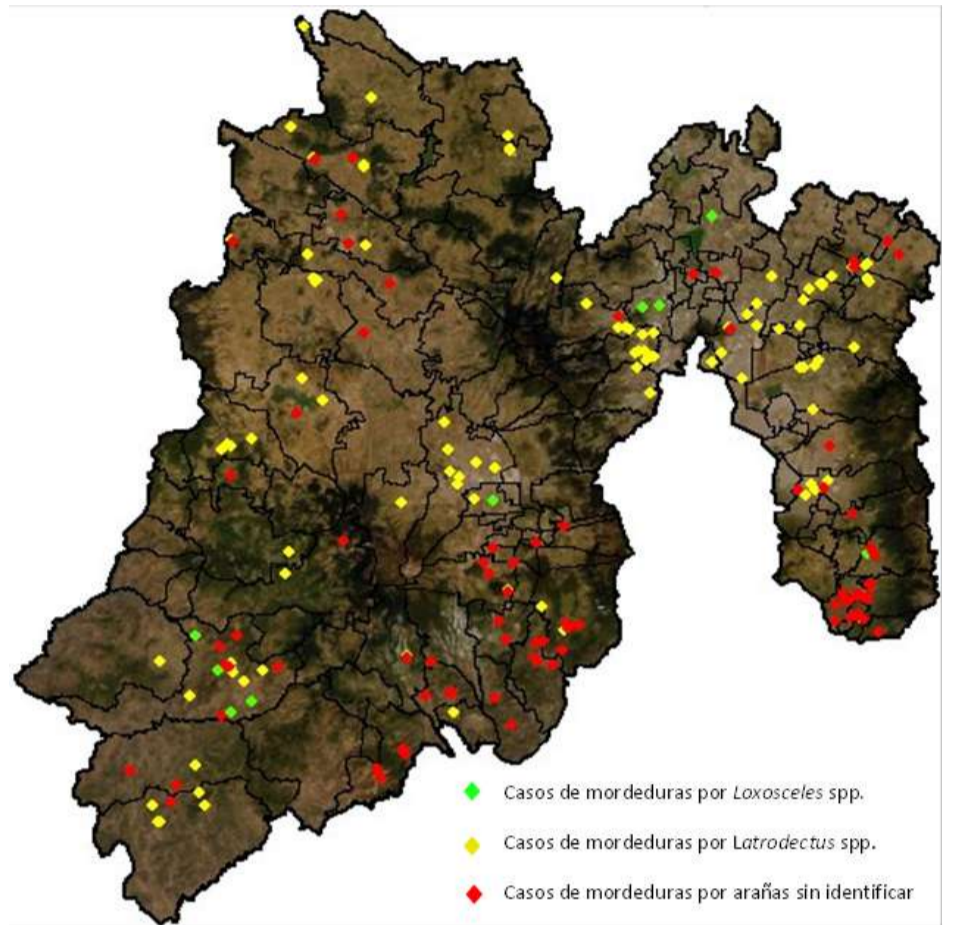 Casos de mordeduras por Loxosceles spp.
Casos de mordeduras por Latrodectus spp.
Casos de mordeduras por arañas sin identificar